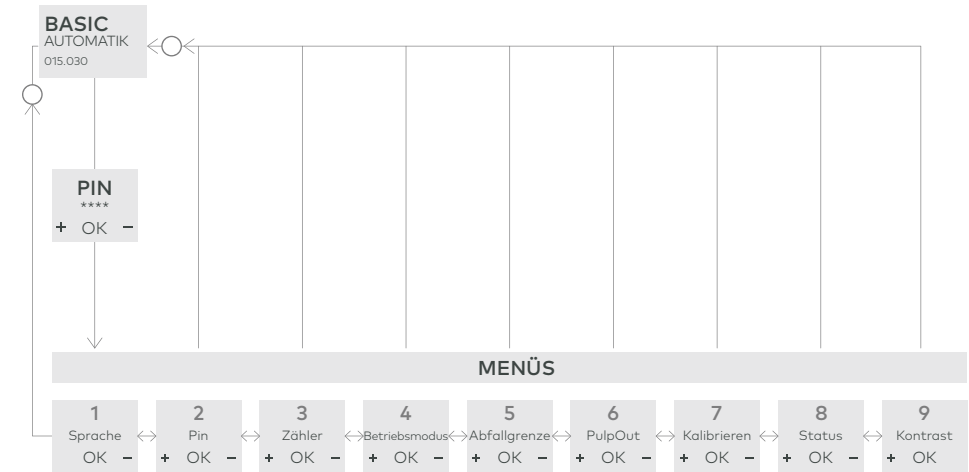 BASIC
AUTOMATIK
015.030
PIN
****
+ OK −
MENÜS
1 2 3 4 5 6 7 8 9
Sprache Pin Zähler Betriebsmodus Abfallgrenze PulpOut Kalibrieren Status Kontrast
OK − + OK − + OK − + OK − + OK − + OK − + OK − + OK − + OK